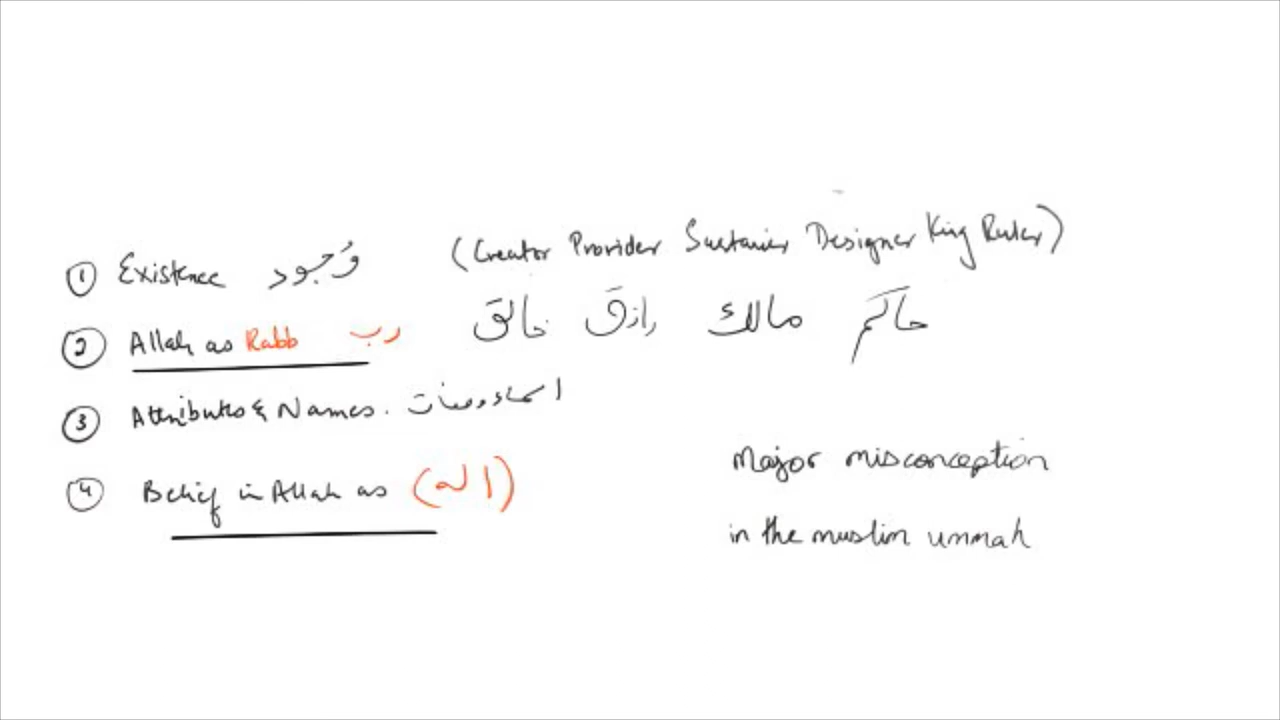 (Creator Provider Sustainer Designer King Ruler)
① Existence وُجود
خالق رازق مالك حاكم
② Allah as Rabb رب
③ Attributes & Names. اسماء وصفات
④ Belief in Allah as (اله)
Major misconception
in the muslim ummah